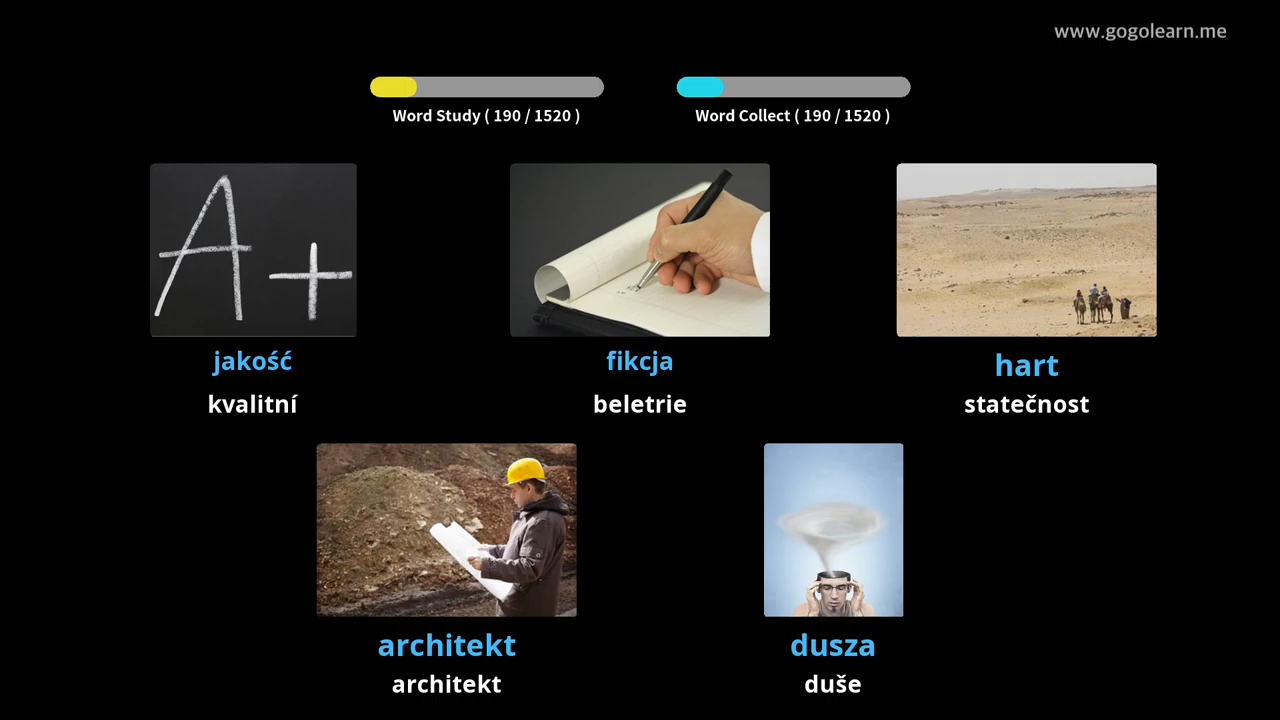 www.gogolearn.me
Word Study ( 190 / 1520 )
Word Collect ( 190 / 1520 )
A+
jakość
kvalitní
fikcja
beletrie
hart
statečnost
architekt
architekt
dusza
duše